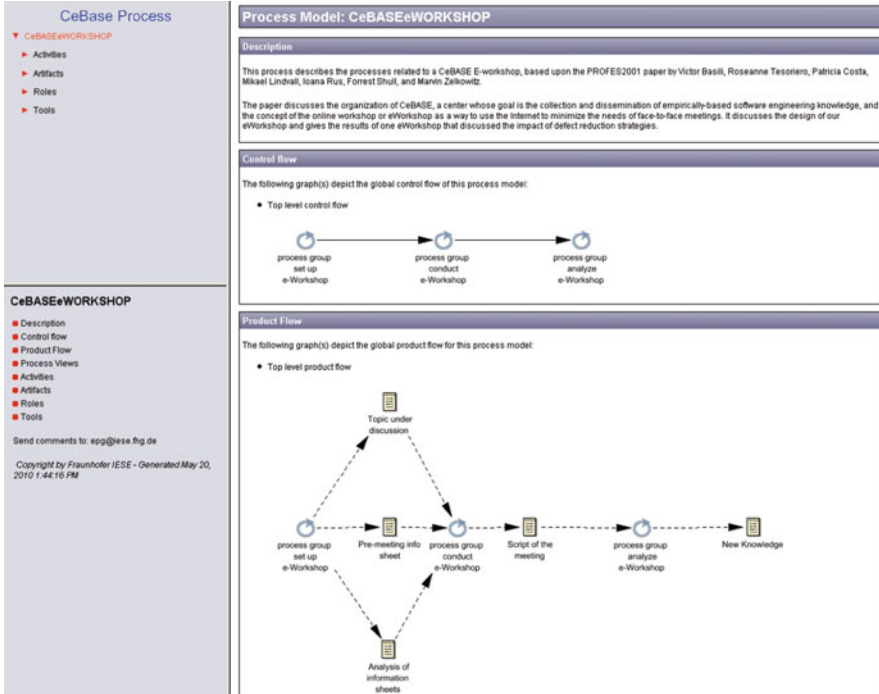 CeBase Process
CeBASEeWORKSHOP
Activities
Artifacts
Roles
Tools
CeBASEeWORKSHOP
Description
Control flow
Product Flow
Process Views
Activities
Artifacts
Roles
Tools
Send comments to: epg@iese.fhg.de
Copyright by Fraunhofer IESE - Generated May 20,
2010 1:44:16 PM
Process Model: CeBASEeWORKSHOP
Description
This process describes the processes related to a CeBASE E-workshop, based upon the PROFES2001 paper by Victor Basili, Roseanne Tesoriero, Patricia Costa,
Mikael Lindvall, Ioana Rus, Forrest Shull, and Marvin Zelkowitz.
The paper discusses the organization of CeBASE, a center whose goal is the collection and dissemination of empirically-based software engineering knowledge, and
the concept of the online workshop or eWorkshop as a way to use the Internet to minimize the needs of face-to-face meetings. It discusses the design of our
eWorkshop and gives the results of one eWorkshop that discussed the impact of defect reduction strategies.
Control flow
The following graph(s) depict the global control flow of this process model:
Top level control flow
process group
set up
e-Workshop
process group
conduct
e-Workshop
process group
analyze
e-Workshop
Product Flow
The following graph(s) depict the global product flow for this process model:
Top level product flow
Topic under
discussion
process group
set up
e-Workshop
Pre-meeting info
sheet
process group
conduct
e-Workshop
Script of the
meeting
process group
analyze
e-Workshop
New Knowledge
Analysis of
information
sheets